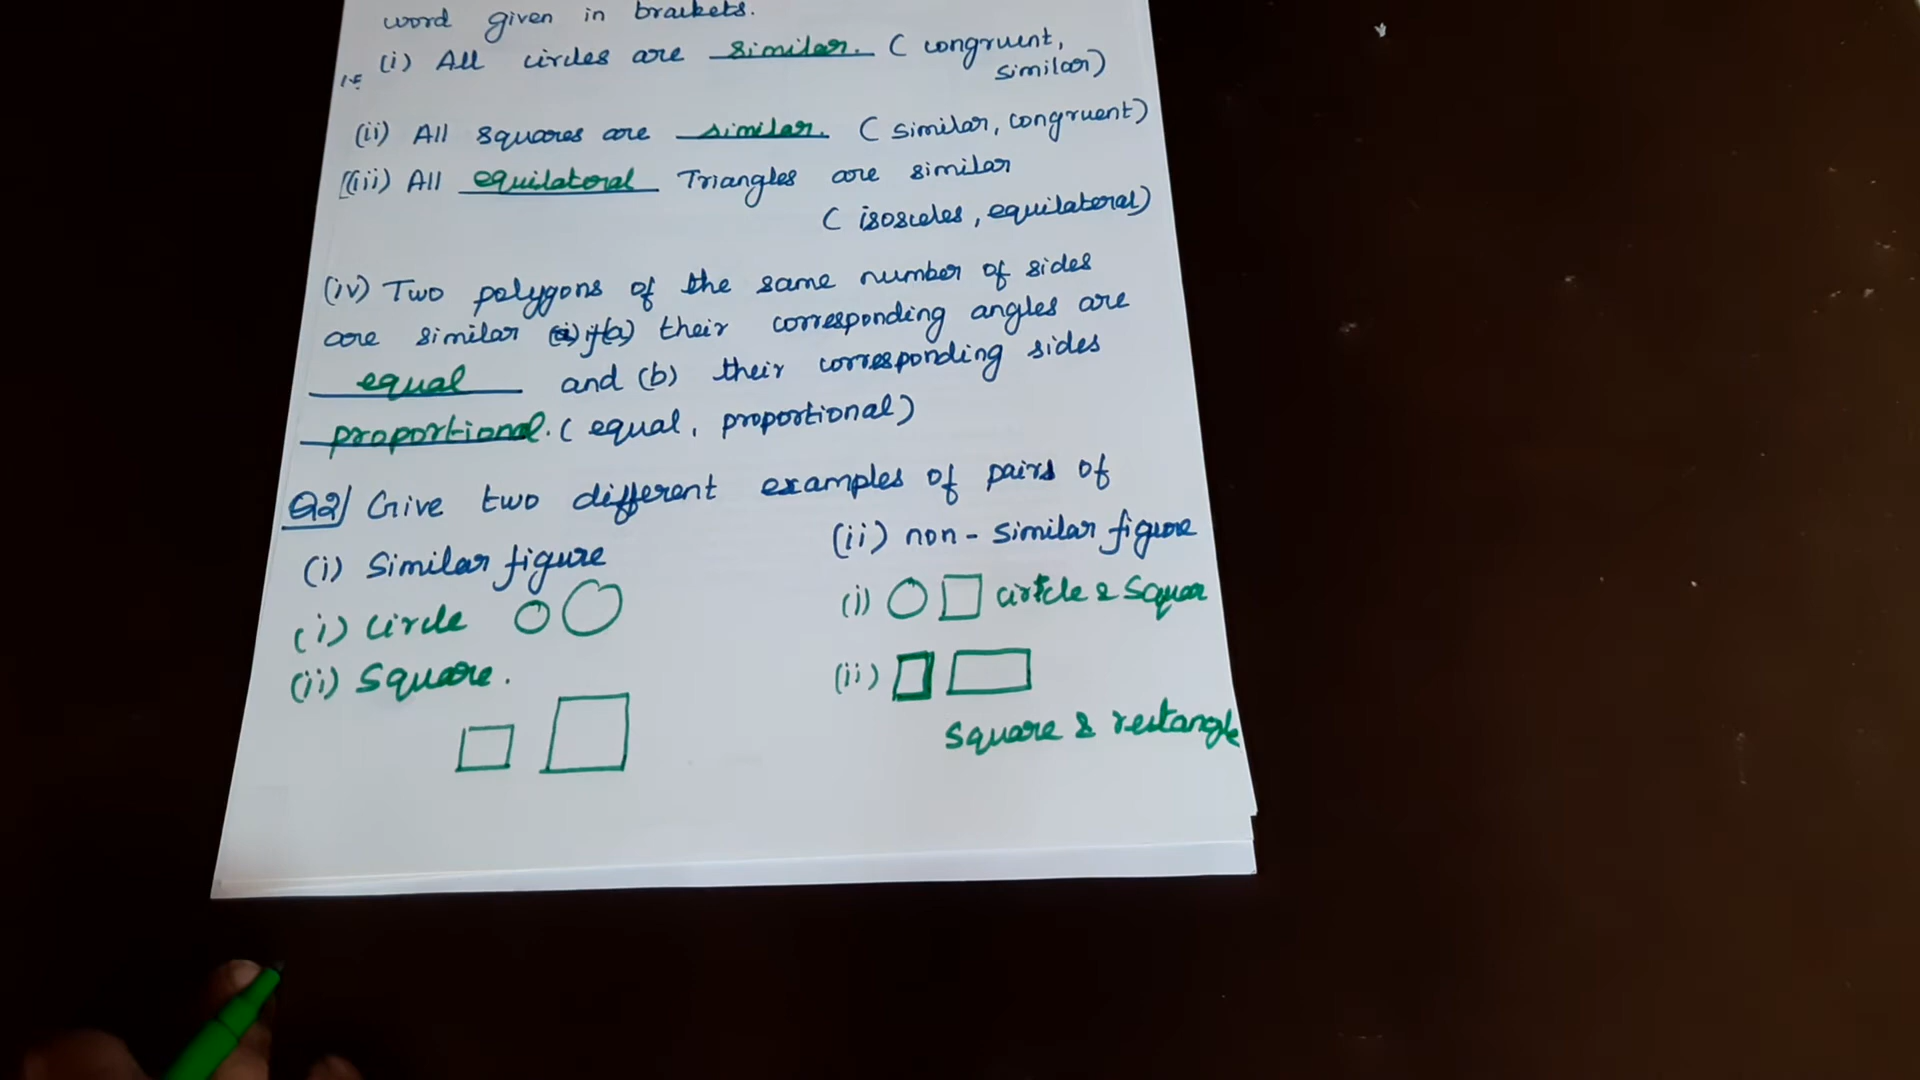 word given in brackets.
(i) All circles are similar. (congruent,
similar)
(ii) All squares are similar. (similar, congruent)
(iii) All equilatoral Triangles are similar
(isosceles, equilateral)
(iv) Two polygons of the same number of sides
are similar if (a) their corresponding angles are
equal and (b) their corresponding sides
proportional. (equal, proportional)
Q2/ Give two different examples of pairs of
(i) Similar figure
(ii) non-similar figure
(i) Circle
(i) circle & Squar
(ii) Square.
(ii)
Square & restangle